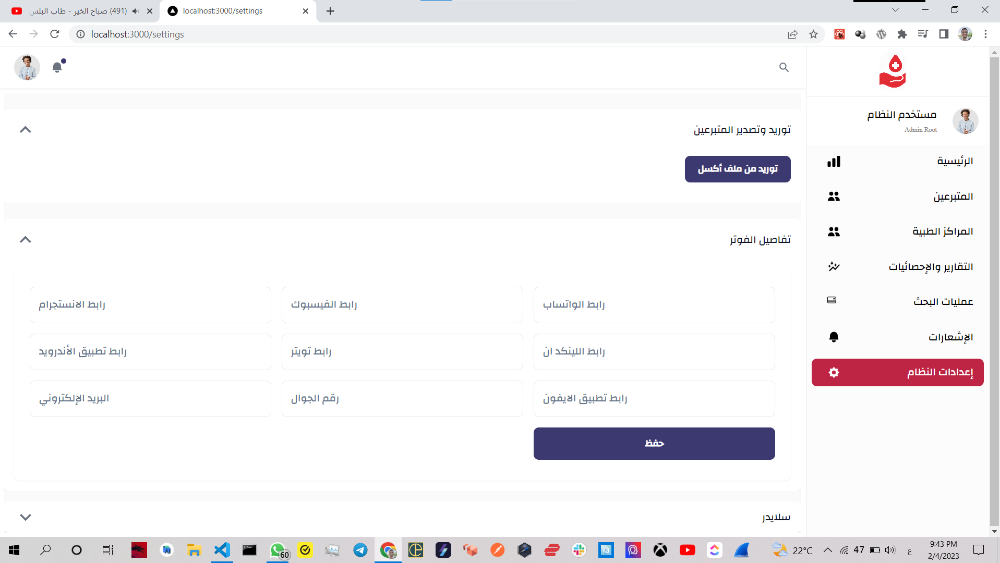 (491) صباح الخير - طاب البلس
localhost:3000/settings
localhost:3000/settings
مستخدم النظام
Admin Root
الرئيسية
المتبرعين
المراكز الطبية
التقارير والإحصائيات
عمليات البحث
الإشعارات
إعدادات النظام
توريد وتصدير المتبرعين
توريد من ملف أكسل
تفاصيل الفوتر
رابط الواتساب
رابط الفيسبوك
رابط الانستجرام
رابط اللينكد ان
رابط تويتر
رابط تطبيق الأندرويد
رابط تطبيق الايفون
رقم الجوال
البريد الإلكتروني
حفظ
سلايدر
60
22°C
47
ع
9:43 PM
2/4/2023